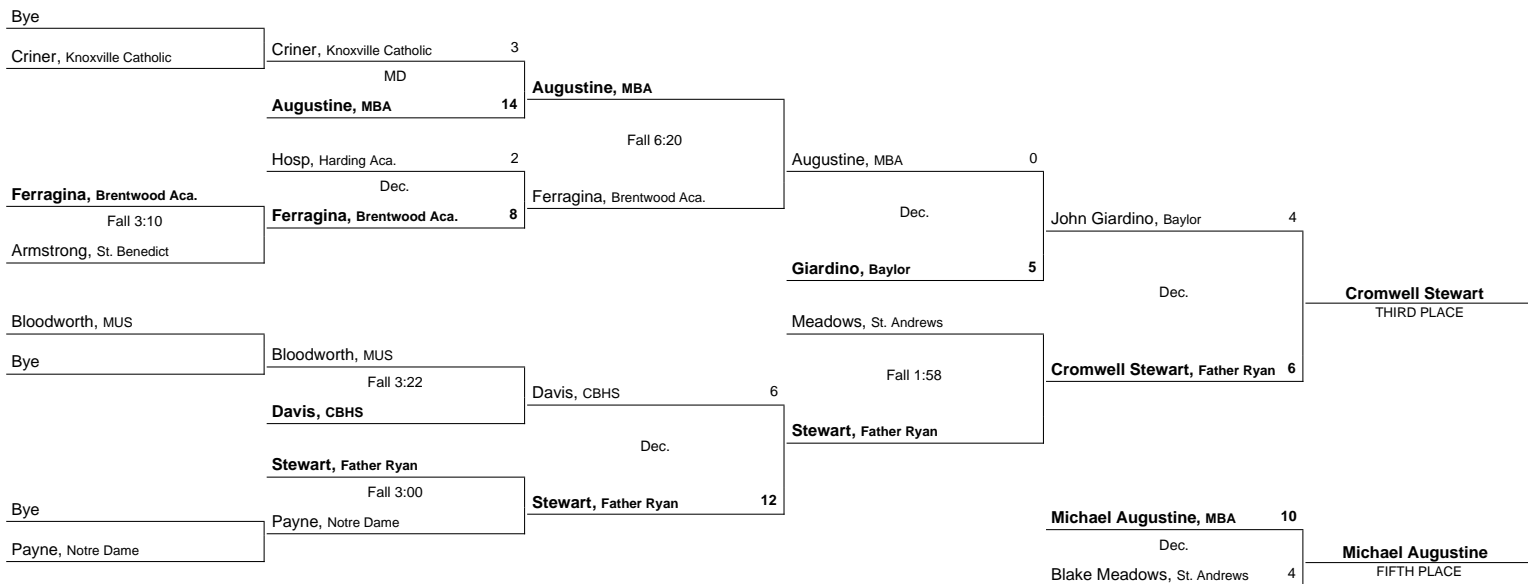 Bye
Criner, Knoxville Catholic
Ferragina, Brentwood Aca.
Fall 3:10
Armstrong, St. Benedict
Bloodworth, MUS
Bye
Bye
Payne, Notre Dame
Criner, Knoxville Catholic 3
MD
Augustine, MBA 14
Hosp, Harding Aca. 2
Dec.
Ferragina, Brentwood Aca. 8
Bloodworth, MUS
Fall 3:22
Davis, CBHS
Stewart, Father Ryan
Fall 3:00
Payne, Notre Dame
Augustine, MBA
Fall 6:20
Ferragina, Brentwood Aca.
Davis, CBHS 6
Dec.
Stewart, Father Ryan 12
Augustine, MBA 0
Dec.
Giardino, Baylor 5
Meadows, St. Andrews
Fall 1:58
Stewart, Father Ryan
John Giardino, Baylor 4
Dec.
Cromwell Stewart, Father Ryan 6
Cromwell Stewart
THIRD PLACE
Michael Augustine, MBA 10
Dec.
Blake Meadows, St. Andrews 4
Michael Augustine
FIFTH PLACE